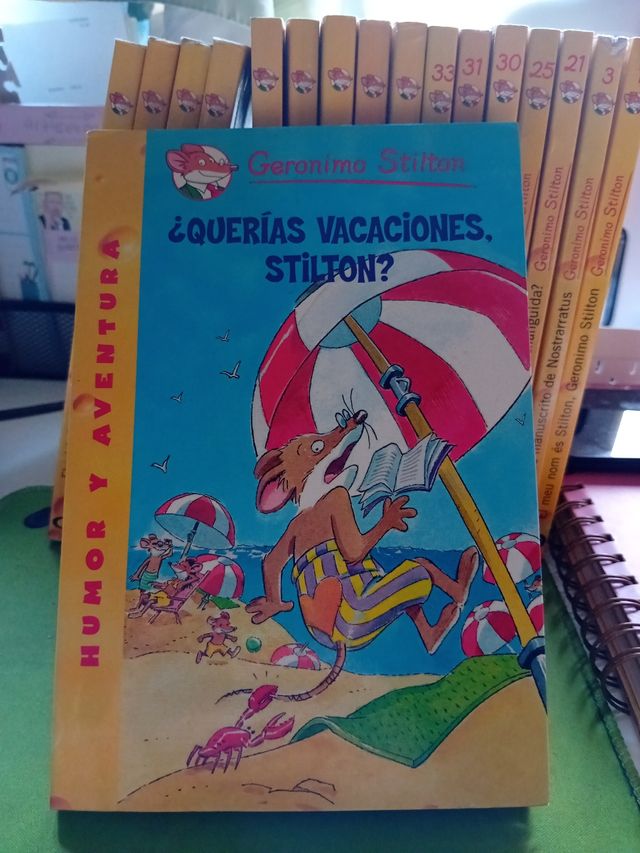 33
31
30
25
21
3
Geronimo Stilton
¿QUERÍAS VACACIONES,
STILTON?
HUMOR Y AVENTURA
Geronimo Stilton
Geronimo Stilton
manuscrito de Nostrarratus
Geronimo Stilton
meu nom és Stilton, Geronimo Stilton